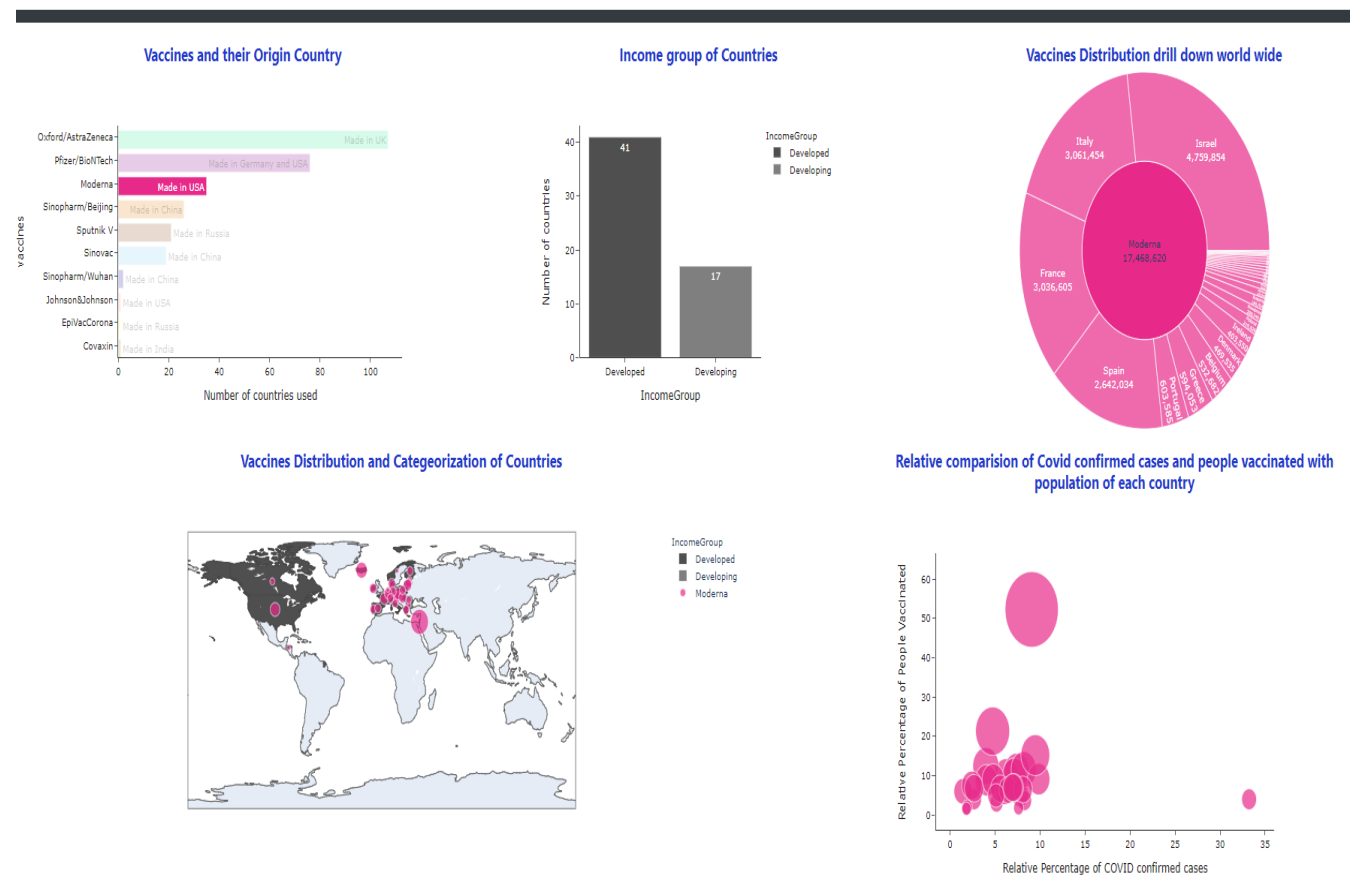 Vaccines and their Origin Country
Oxford/AstraZeneca
Pfizer/BioNTech
Moderna
Sinopharm/Beijing
Sputnik V
Sinovac
Sinopharm/Wuhan
Johnson&Johnson
EpiVacCorona
Covaxin
Made in UK
Made in Germany and USA
Made in USA
Made in China
Made in Russia
Made in China
Made in China
Made in USA
Made in Russia
Made in India
vaccines
0 20 40 60 80 100
Number of countries used
Income group of Countries
Number of countries
40
30
20
10
0
41
17
Developed Developing
IncomeGroup
IncomeGroup
Developed
Developing
Vaccines Distribution drill down world wide
Moderna
17,468,620
Israel
4,759,854
Italy
3,061,454
France
3,036,605
Spain
2,642,034
Portugal
603,585
Greece
594,053
Belgium
532,682
Denmark
469,535
Ireland
Vaccines Distribution and Categeorization of Countries
IncomeGroup
Developed
Developing
Moderna
Relative comparision of Covid confirmed cases and people vaccinated with
population of each country
Relative Percentage of People Vaccinated
60
50
40
30
20
10
0
0 5 10 15 20 25 30 35
Relative Percentage of COVID confirmed cases